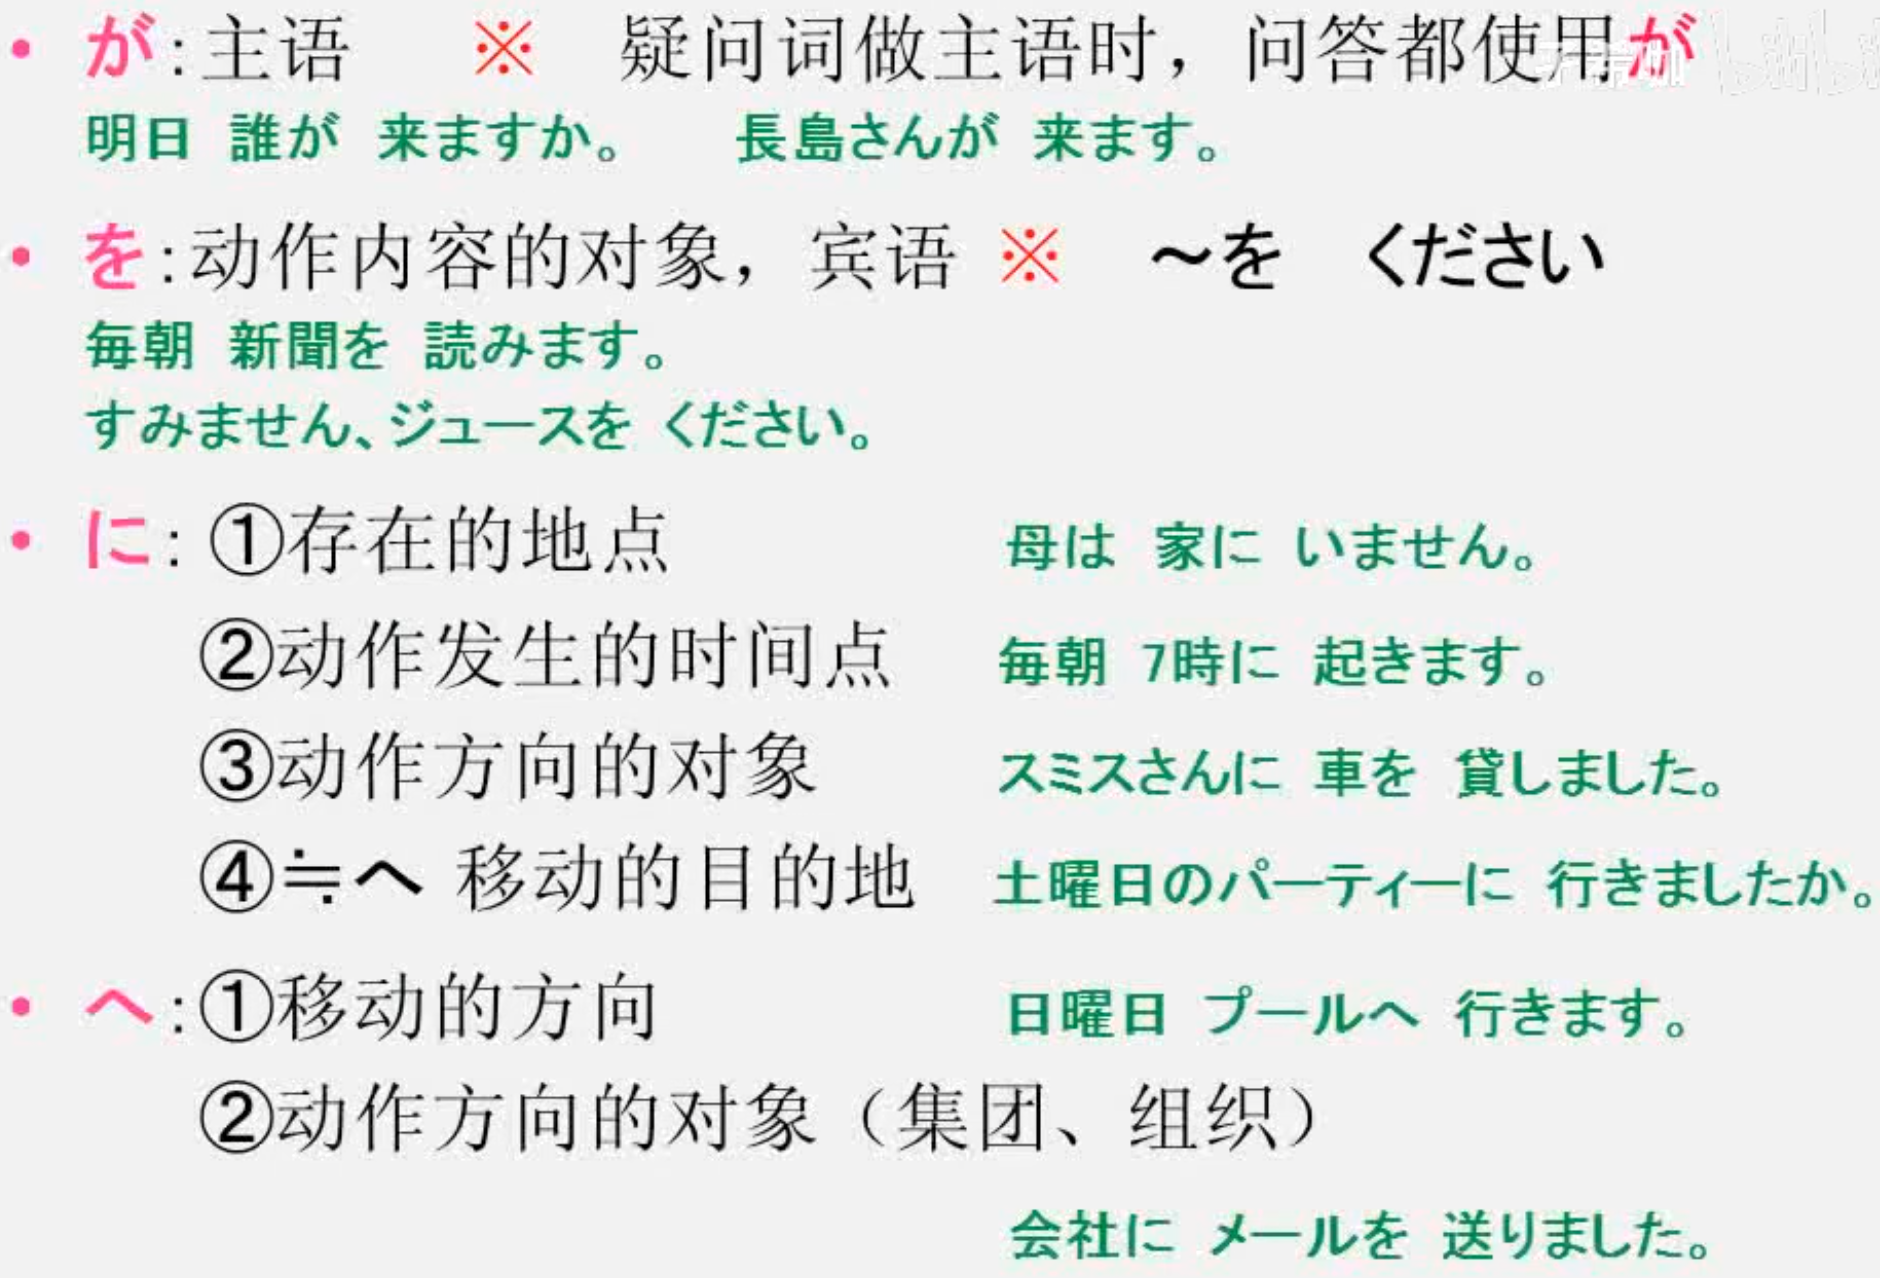 • が:主语 ※ 疑问词做主语时，问答都使用が
明日 誰が 来ますか。 長島さんが 来ます。
• を:动作内容的对象，宾语 ※ ～を ください
毎朝 新聞を 読みます。
すみません、ジュースを ください。
• に: ①存在的地点 母は 家に いません。
②动作发生的时间点 毎朝 7時に 起きます。
③动作方向的对象 スミスさんに 車を 貸しました。
④≒へ 移动的目的地 土曜日のパーティーに 行きましたか。
• へ:①移动的方向 日曜日 プールへ 行きます。
②动作方向的对象（集团、组织）
会社に メールを 送りました。